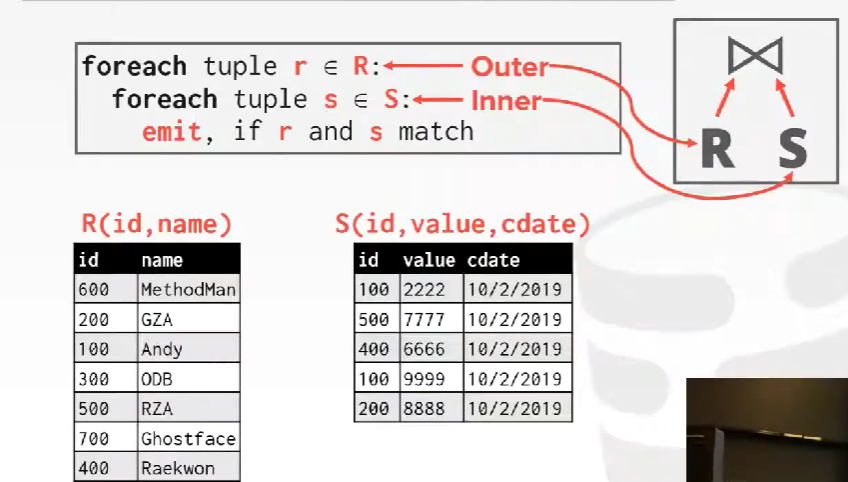 foreach tuple r ∈ R: Outer
foreach tuple s ∈ S: Inner
emit, if r and s match
⋈
R S
R(id,name)
id name
600 MethodMan
200 GZA
100 Andy
300 ODB
500 RZA
700 Ghostface
400 Raekwon
S(id,value,cdate)
id value cdate
100 2222 10/2/2019
500 7777 10/2/2019
400 6666 10/2/2019
100 9999 10/2/2019
200 8888 10/2/2019